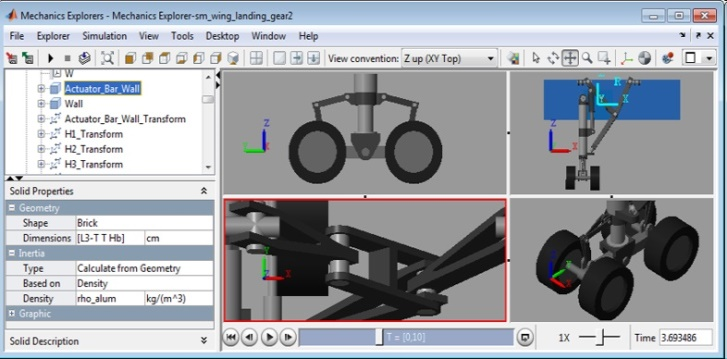 Mechanics Explorers - Mechanics Explorer-sm_wing_landing_gear2
File Explorer Simulation View Tools Desktop Window Help
View convention: Z up (XY Top)
W
Actuator_Bar_Wall
Wall
Actuator_Bar_Wall_Transform
H1_Transform
H2_Transform
H3_Transform
Solid Properties
Geometry
Shape Brick
Dimensions [L3-T T Hb] cm
Inertia
Type Calculate from Geometry
Based on Density
Density rho_alum kg/(m^3)
Graphic
Solid Description
Z
Y
Z
X
R
Y X
Y
X
Z
Y
X
T = [0,10]
1X
Time 3.693486